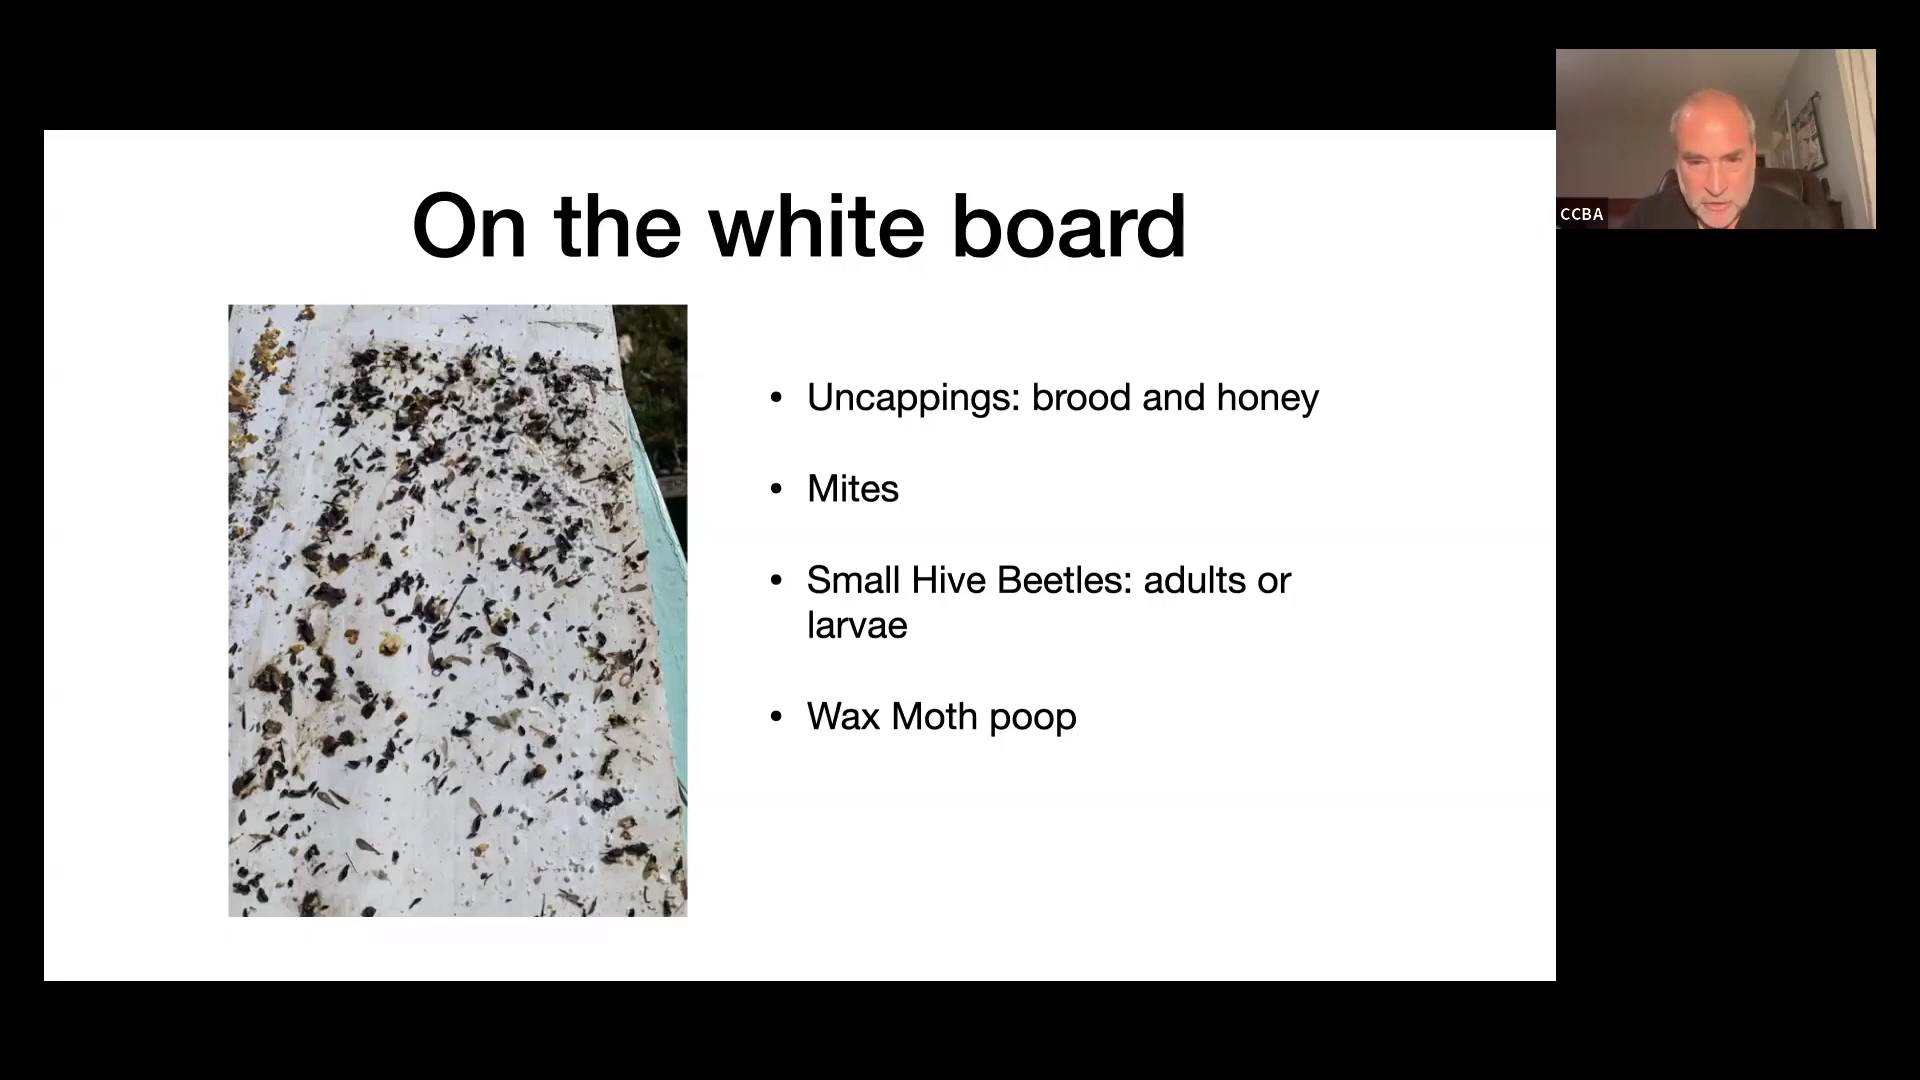 On the white board
• Uncappings: brood and honey
• Mites
• Small Hive Beetles: adults or
larvae
• Wax Moth poop
CCBA